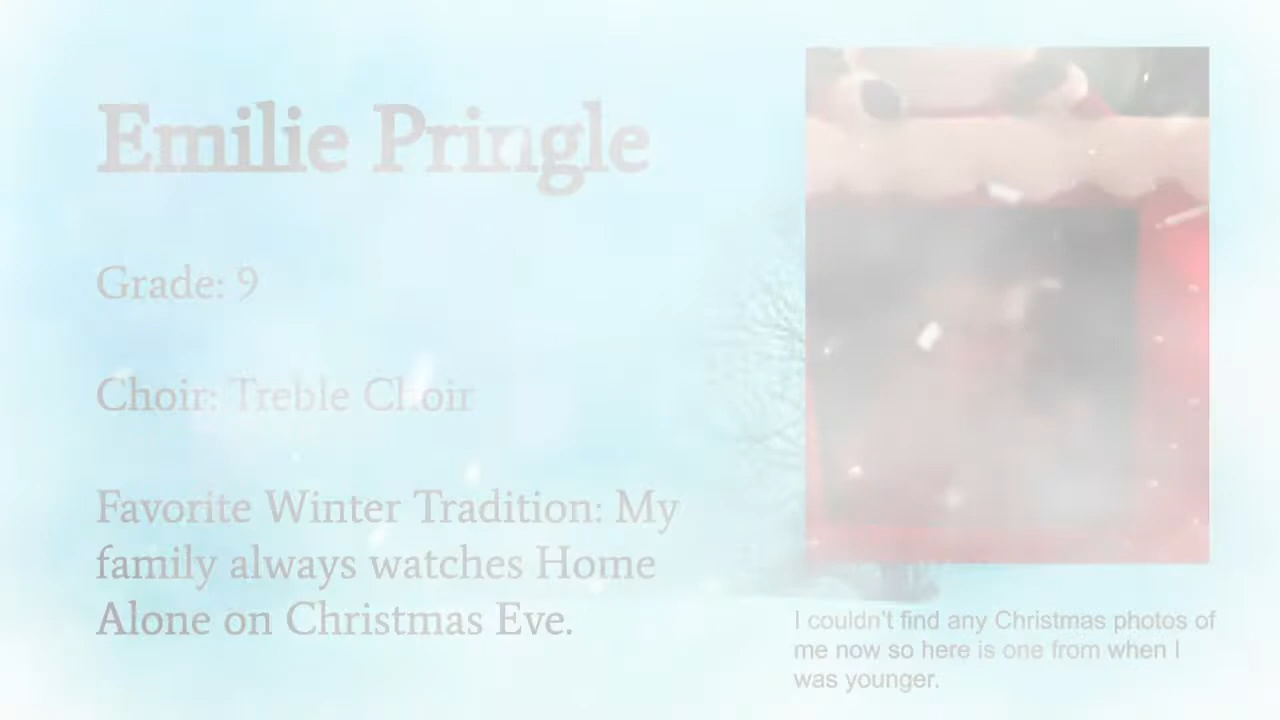 Emilie Pringle
Grade: 9
Choir: Treble Choir
Favorite Winter Tradition: My
family always watches Home
Alone on Christmas Eve.
I couldn't find any Christmas photos of
me now so here is one from when I
was younger.